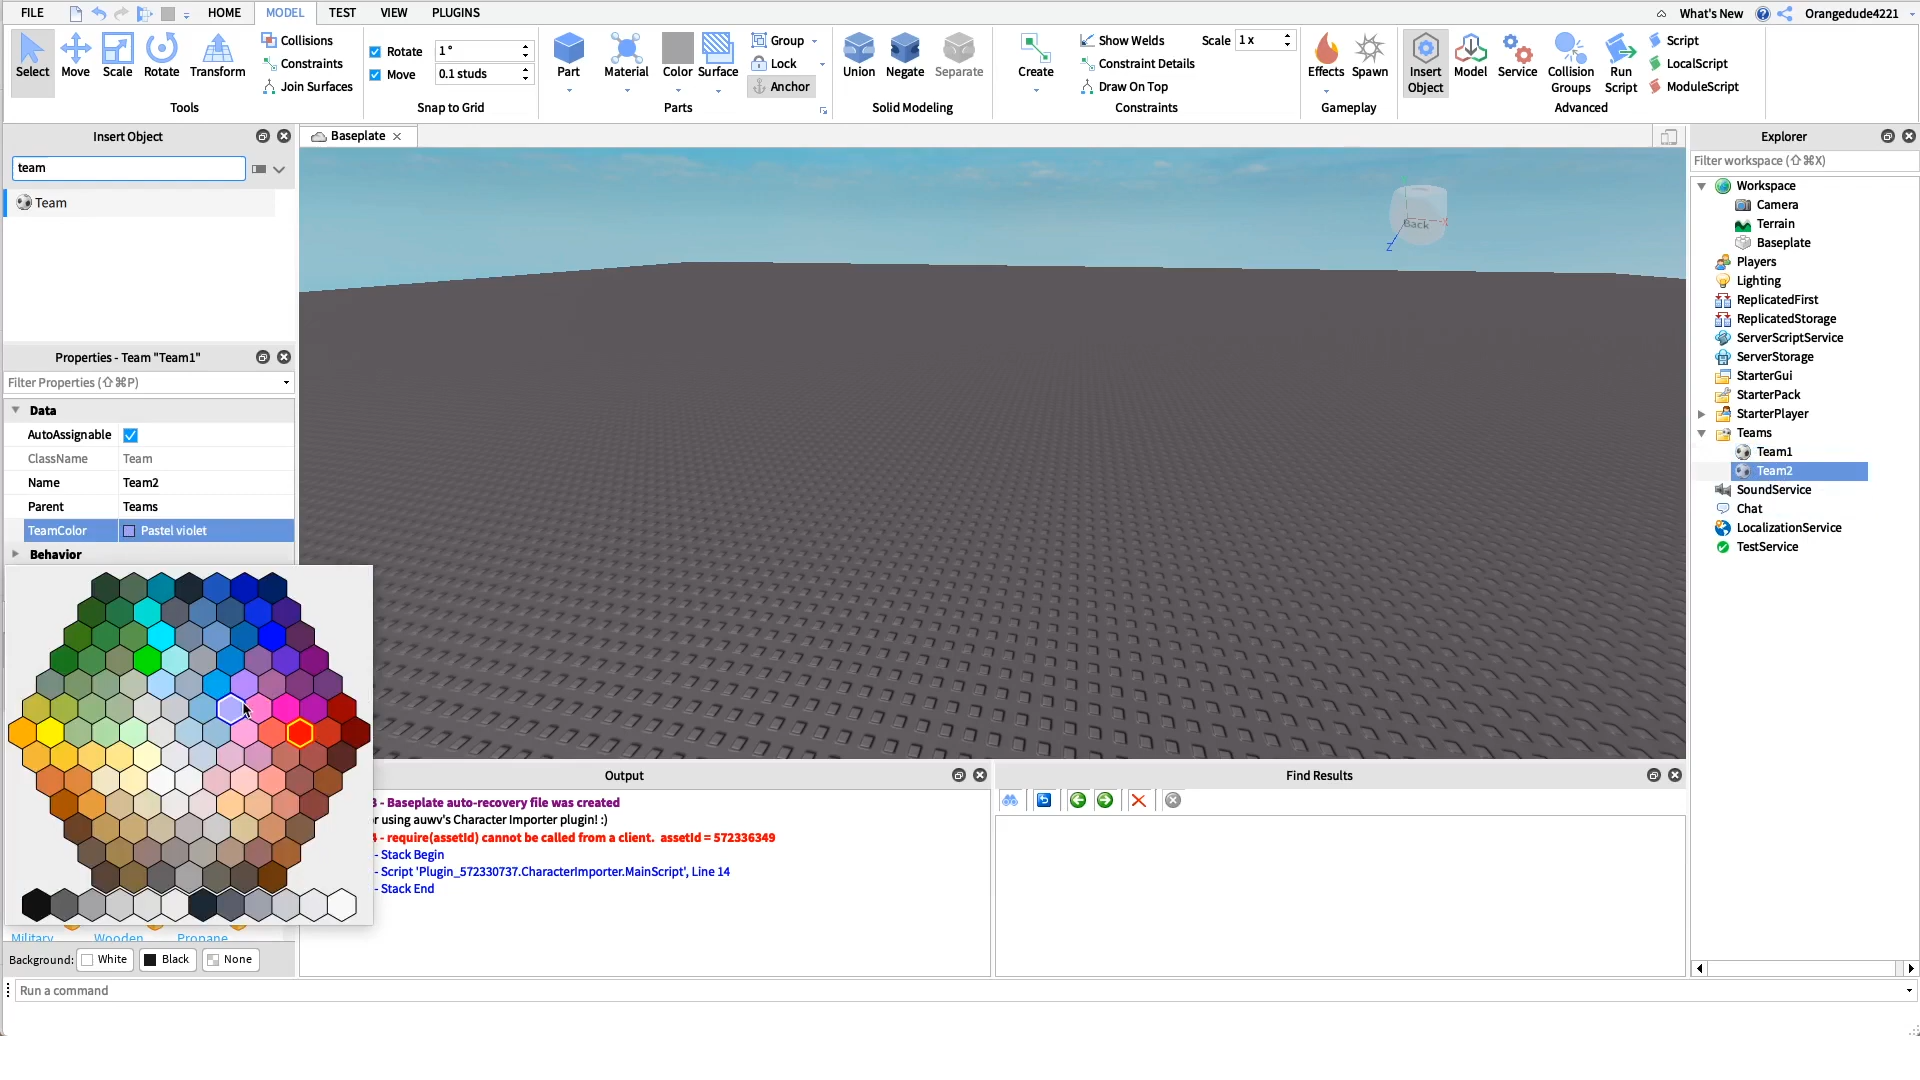 FILE HOME MODEL TEST VIEW PLUGINS What's New Orangedude4221
Select Move Scale Rotate Transform
Collisions
Constraints
Join Surfaces
Tools
Rotate 1 °
Move 0.1 studs
Snap to Grid
Part Material Color Surface
Group
Lock
Anchor
Parts
Union Negate Separate
Solid Modeling
Create
Show Welds
Constraint Details
Draw On Top
Scale 1 x
Constraints
Effects Spawn
Gameplay
Insert Object Model Service Collision Groups Run Script
Script
LocalScript
ModuleScript
Advanced
Insert Object
team
Team
Properties - Team "Team1"
Filter Properties (⇧⌘P)
Data
AutoAssignable
ClassName Team
Name Team2
Parent Teams
TeamColor Pastel violet
Behavior
Military Wooden Propane
Background: White Black None
Run a command
Baseplate
Back
Z
X
Output
- Baseplate auto-recovery file was created
r using auwv's Character Importer plugin! :)
- require(assetId) cannot be called from a client. assetId = 572336349
- Stack Begin
- Script 'Plugin_572330737.CharacterImporter.MainScript', Line 14
- Stack End
Find Results
Explorer
Filter workspace (⇧⌘X)
Workspace
Camera
Terrain
Baseplate
Players
Lighting
ReplicatedFirst
ReplicatedStorage
ServerScriptService
ServerStorage
StarterGui
StarterPack
StarterPlayer
Teams
Team1
Team2
SoundService
Chat
LocalizationService
TestService